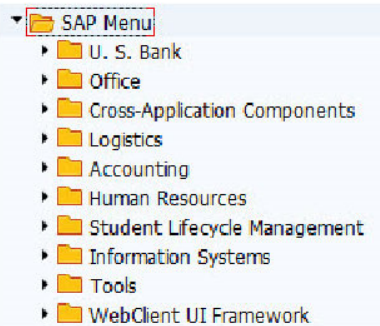 SAP Menu
U. S. Bank
Office
Cross-Application Components
Logistics
Accounting
Human Resources
Student Lifecycle Management
Information Systems
Tools
WebClient UI Framework